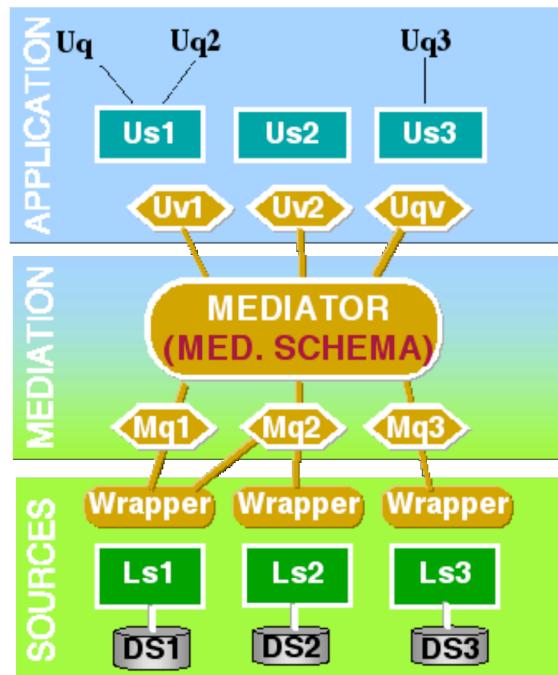 APPLICATION
Uq Uq2 Uq3
Us1 Us2 Us3
Uv1 Uv2 Uqv
MEDIATION
MEDIATOR
(MED. SCHEMA)
Mq1 Mq2 Mq3
SOURCES
Wrapper Wrapper Wrapper
Ls1 Ls2 Ls3
DS1 DS2 DS3